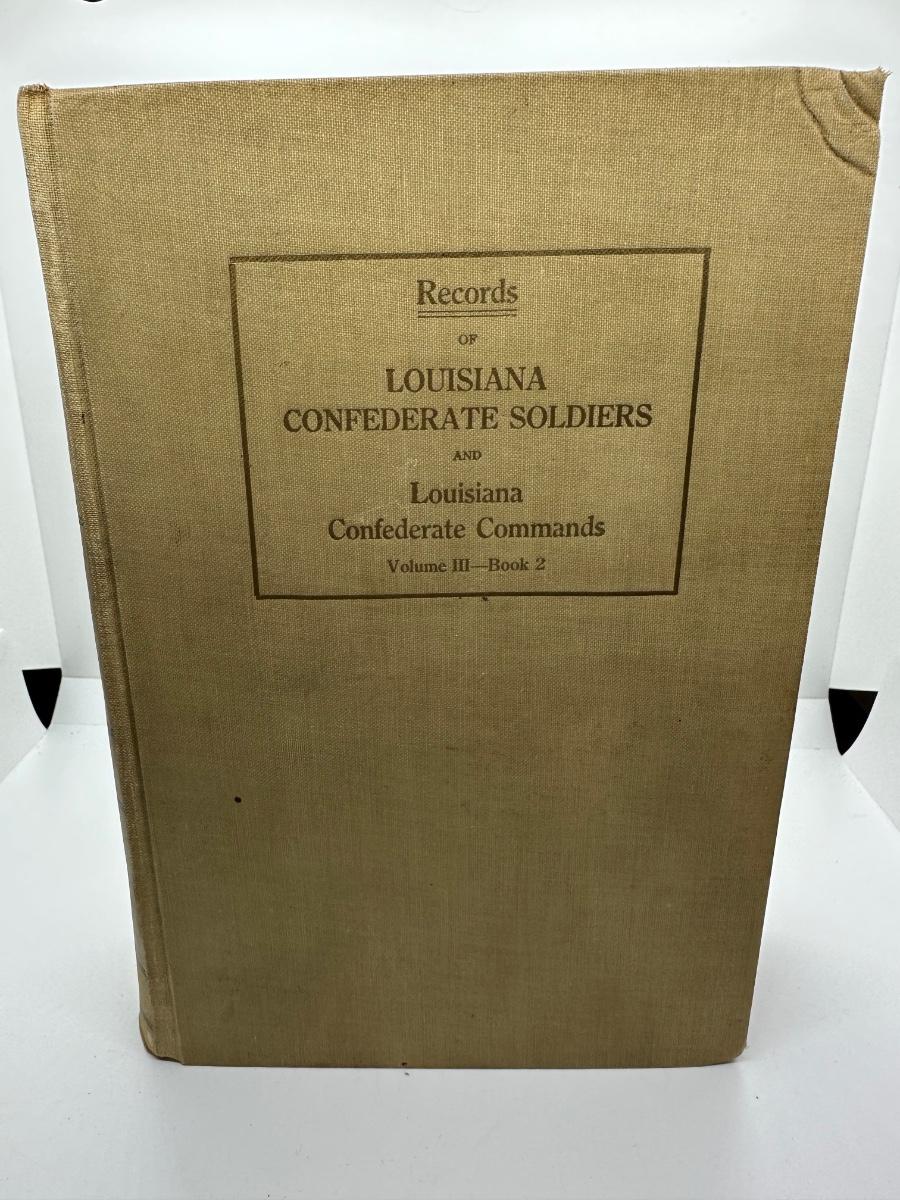 Records
OF
LOUISIANA
CONFEDERATE SOLDIERS
AND
Louisiana
Confederate Commands
Volume III—Book 2